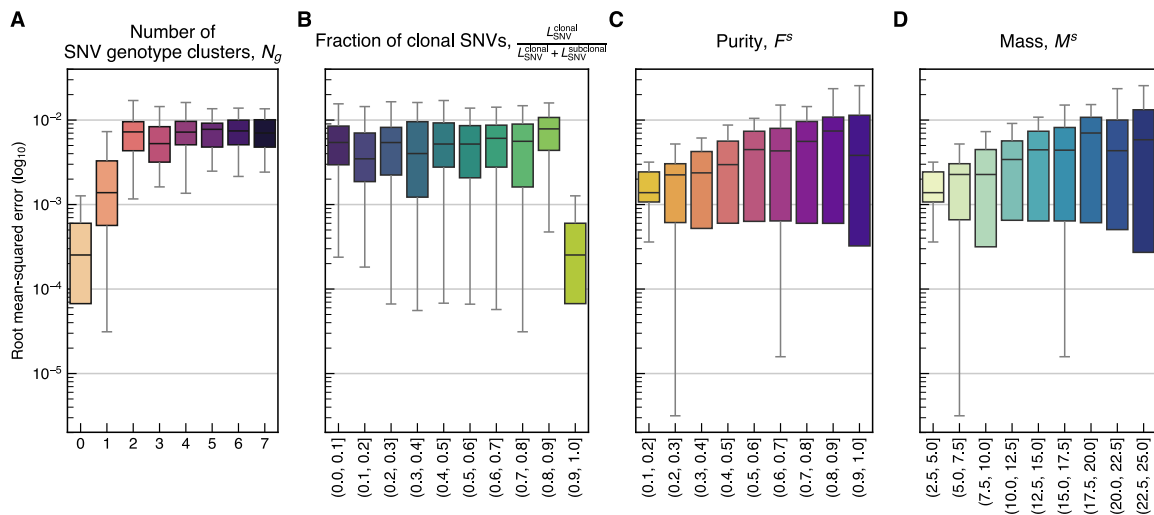 A
Number of
SNV genotype clusters, N_g
B
Fraction of clonal SNVs, L^clonal_SNV / (L^clonal_SNV + L^subclonal_SNV)
C
Purity, F^s
D
Mass, M^s
Root mean-squared error (log₁₀)
10⁻²
10⁻³
10⁻⁴
10⁻⁵
0 1 2 3 4 5 6 7
(0.0, 0.1] (0.1, 0.2] (0.2, 0.3] (0.3, 0.4] (0.4, 0.5] (0.5, 0.6] (0.6, 0.7] (0.7, 0.8] (0.8, 0.9] (0.9, 1.0]
(0.1, 0.2] (0.2, 0.3] (0.3, 0.4] (0.4, 0.5] (0.5, 0.6] (0.6, 0.7] (0.7, 0.8] (0.8, 0.9] (0.9, 1.0]
(2.5, 5.0] (5.0, 7.5] (7.5, 10.0] (10.0, 12.5] (12.5, 15.0] (15.0, 17.5] (17.5, 20.0] (20.0, 22.5] (22.5, 25.0]